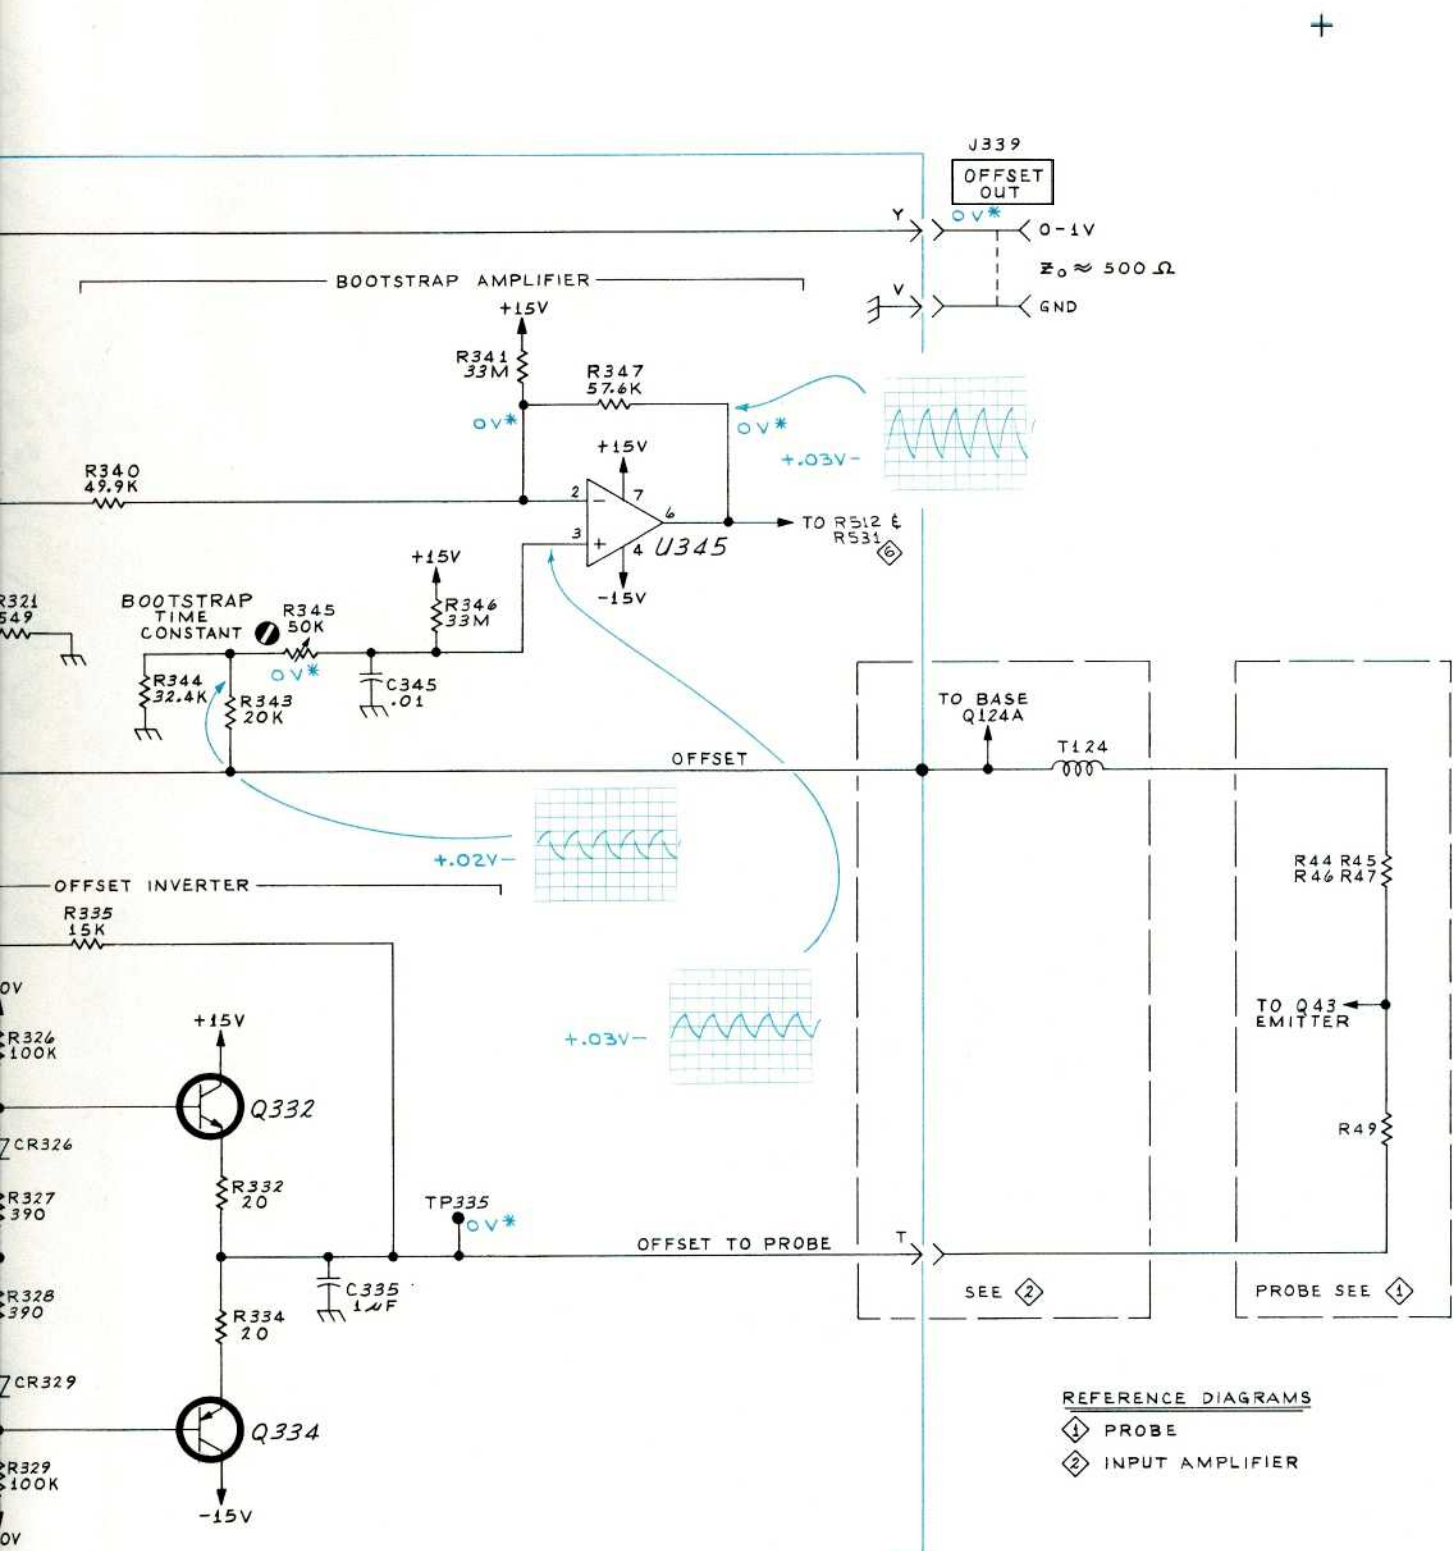 J339
OFFSET
OUT
Y
0V*
0-1V
Z₀ ≈ 500 Ω
V
GND
BOOTSTRAP AMPLIFIER
+15V
R341
33M
R347
57.6K
0V*
0V*
+.03V-
+15V
R340
49.9K
2
-
7
6
3
+
4
U345
TO R512 &
R531
6
-15V
+15V
R321
549
BOOTSTRAP
TIME
CONSTANT
R345
50K
R346
33M
0V*
R344
32.4K
R343
20K
C345
.01
TO BASE
Q124A
T124
OFFSET
+.02V-
R44 R45
R46 R47
OFFSET INVERTER
R335
15K
0V
+15V
R326
100K
+.03V-
TO Q43
EMITTER
Q332
CR326
R49
R332
20
R327
390
TP335
0V*
OFFSET TO PROBE
T
C335
1µF
R328
390
R334
20
SEE 2
PROBE SEE 1
CR329
Q334
REFERENCE DIAGRAMS
1 PROBE
2 INPUT AMPLIFIER
R329
100K
-15V
0V